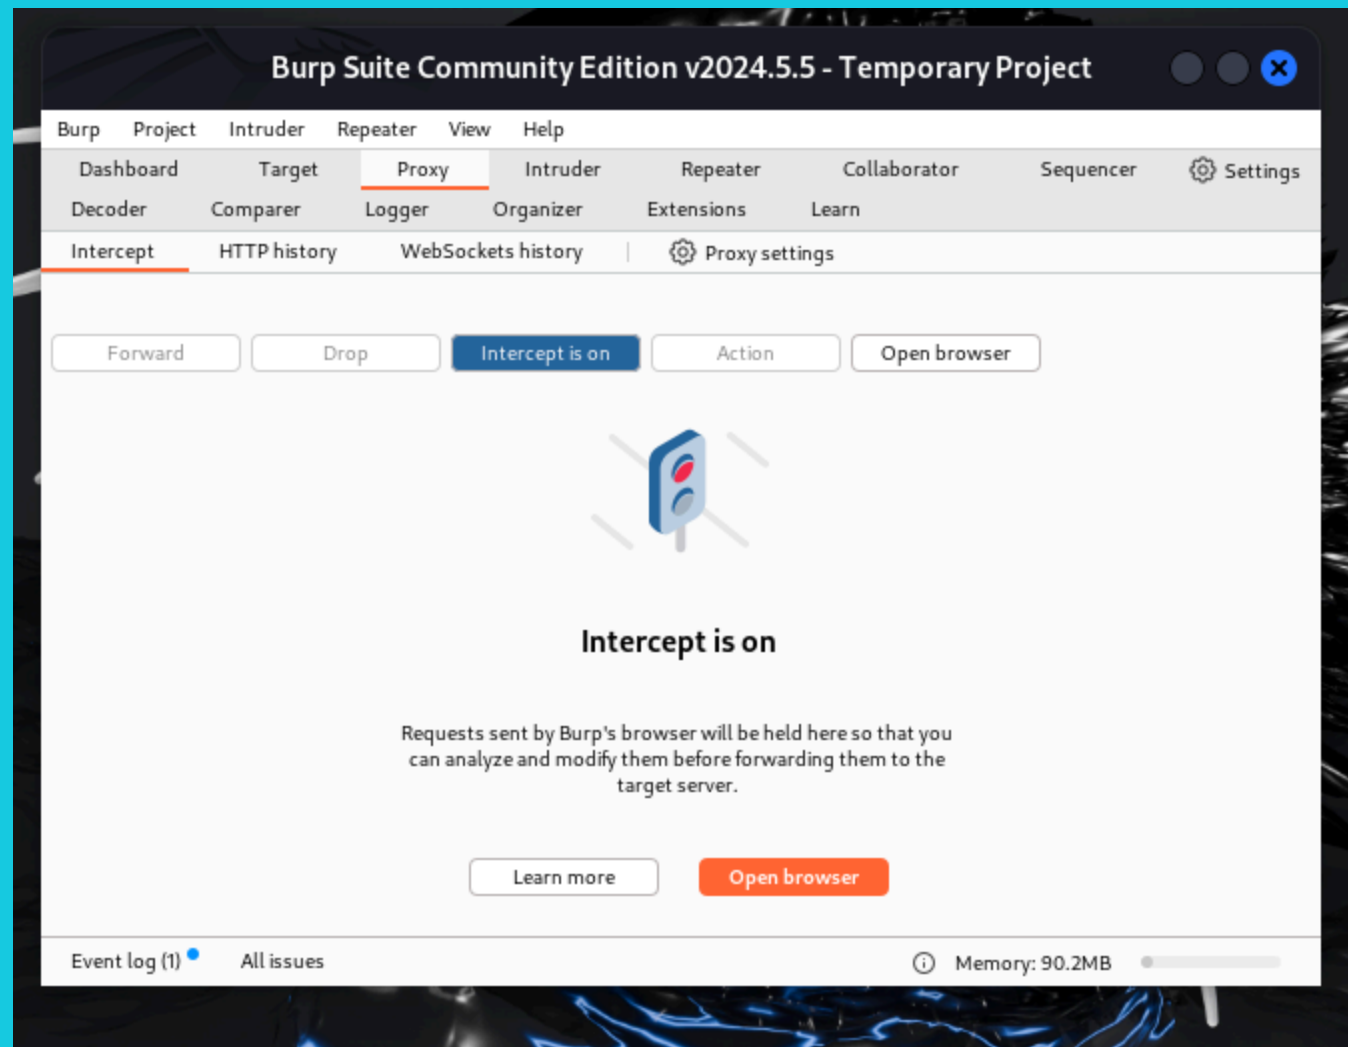 Burp Suite Community Edition v2024.5.5 - Temporary Project
Burp Project Intruder Repeater View Help
Dashboard Target Proxy Intruder Repeater Collaborator Sequencer Settings
Decoder Comparer Logger Organizer Extensions Learn
Intercept HTTP history WebSockets history Proxy settings
Forward Drop Intercept is on Action Open browser
Intercept is on
Requests sent by Burp's browser will be held here so that you
can analyze and modify them before forwarding them to the
target server.
Learn more Open browser
Event log (1) All issues Memory: 90.2MB